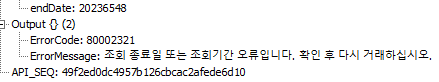 endDate: 20236548
Output {} (2)
ErrorCode: 80002321
ErrorMessage: 조회 종료일 또는 조회기간 오류입니다. 확인 후 다시 거래하십시오.
API_SEQ: 49f2ed0dc4957b126cbcac2afede6d10